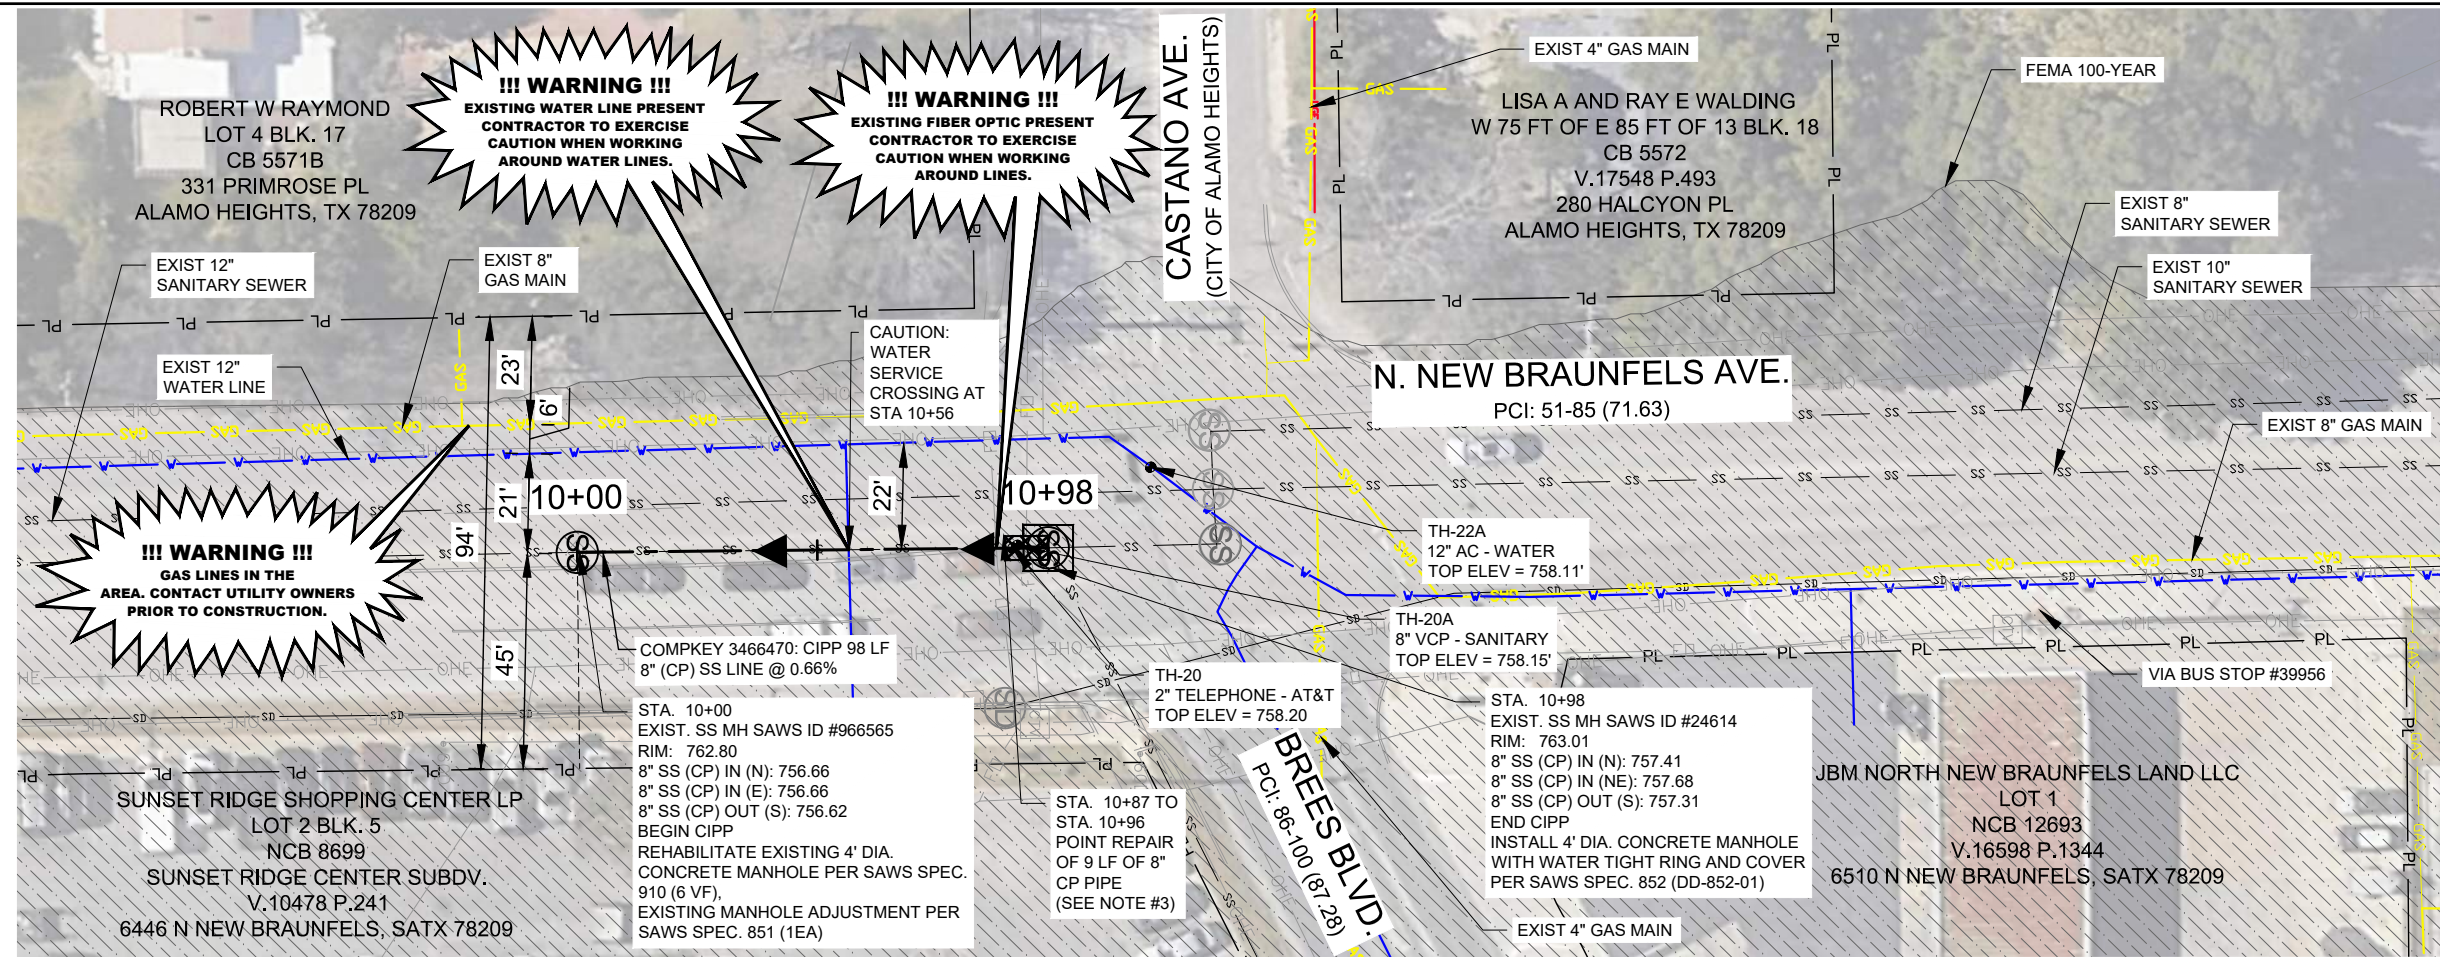 !!! WARNING !!!
EXISTING WATER LINE PRESENT
CONTRACTOR TO EXERCISE
CAUTION WHEN WORKING
AROUND WATER LINES.
!!! WARNING !!!
EXISTING FIBER OPTIC PRESENT
CONTRACTOR TO EXERCISE
CAUTION WHEN WORKING
AROUND LINES.
ROBERT W RAYMOND
LOT 4 BLK. 17
CB 5571B
331 PRIMROSE PL
ALAMO HEIGHTS, TX 78209
CASTANO AVE.
(CITY OF ALAMO HEIGHTS)
EXIST 4" GAS MAIN
LISA A AND RAY E WALDING
W 75 FT OF E 85 FT OF 13 BLK. 18
CB 5572
V.17548 P.493
280 HALCYON PL
ALAMO HEIGHTS, TX 78209
FEMA 100-YEAR
EXIST 8"
SANITARY SEWER
EXIST 10"
SANITARY SEWER
EXIST 12"
SANITARY SEWER
EXIST 8"
GAS MAIN
EXIST 12"
WATER LINE
CAUTION:
WATER
SERVICE
CROSSING AT
STA 10+56
N. NEW BRAUNFELS AVE.
PCI: 51-85 (71.63)
EXIST 8" GAS MAIN
23'
6'
21'
94'
45'
22'
10+00
10+98
!!! WARNING !!!
GAS LINES IN THE
AREA. CONTACT UTILITY OWNERS
PRIOR TO CONSTRUCTION.
TH-22A
12" AC - WATER
TOP ELEV = 758.11'
TH-20A
8" VCP - SANITARY
TOP ELEV = 758.15'
TH-20
2" TELEPHONE - AT&T
TOP ELEV = 758.20
COMPKEY 3466470: CIPP 98 LF
8" (CP) SS LINE @ 0.66%
STA. 10+00
EXIST. SS MH SAWS ID #966565
RIM: 762.80
8" SS (CP) IN (N): 756.66
8" SS (CP) IN (E): 756.66
8" SS (CP) OUT (S): 756.62
BEGIN CIPP
REHABILITATE EXISTING 4' DIA.
CONCRETE MANHOLE PER SAWS SPEC.
910 (6 VF),
EXISTING MANHOLE ADJUSTMENT PER
SAWS SPEC. 851 (1EA)
STA. 10+87 TO
STA. 10+96
POINT REPAIR
OF 9 LF OF 8"
CP PIPE
(SEE NOTE #3)
BREES BLVD.
PCI: 86-100 (87.28)
STA. 10+98
EXIST. SS MH SAWS ID #24614
RIM: 763.01
8" SS (CP) IN (N): 757.41
8" SS (CP) IN (NE): 757.68
8" SS (CP) OUT (S): 757.31
END CIPP
INSTALL 4' DIA. CONCRETE MANHOLE
WITH WATER TIGHT RING AND COVER
PER SAWS SPEC. 852 (DD-852-01)
EXIST 4" GAS MAIN
VIA BUS STOP #39956
SUNSET RIDGE SHOPPING CENTER LP
LOT 2 BLK. 5
NCB 8699
SUNSET RIDGE CENTER SUBDV.
V.10478 P.241
6446 N NEW BRAUNFELS, SATX 78209
JBM NORTH NEW BRAUNFELS LAND LLC
LOT 1
NCB 12693
V.16598 P.1344
6510 N NEW BRAUNFELS, SATX 78209